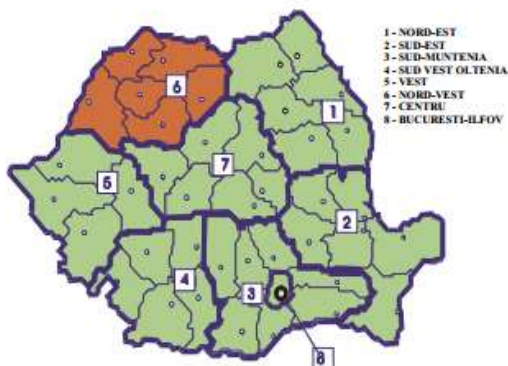 1 - NORD-EST
2 - SUD-EST
3 - SUD-MUNTENIA
4 - SUD VEST OLTENIA
5 - VEST
6 - NORD-VEST
7 - CENTRU
8 - BUCURESTI-ILFOV
6
1
7
5
2
4
3
8